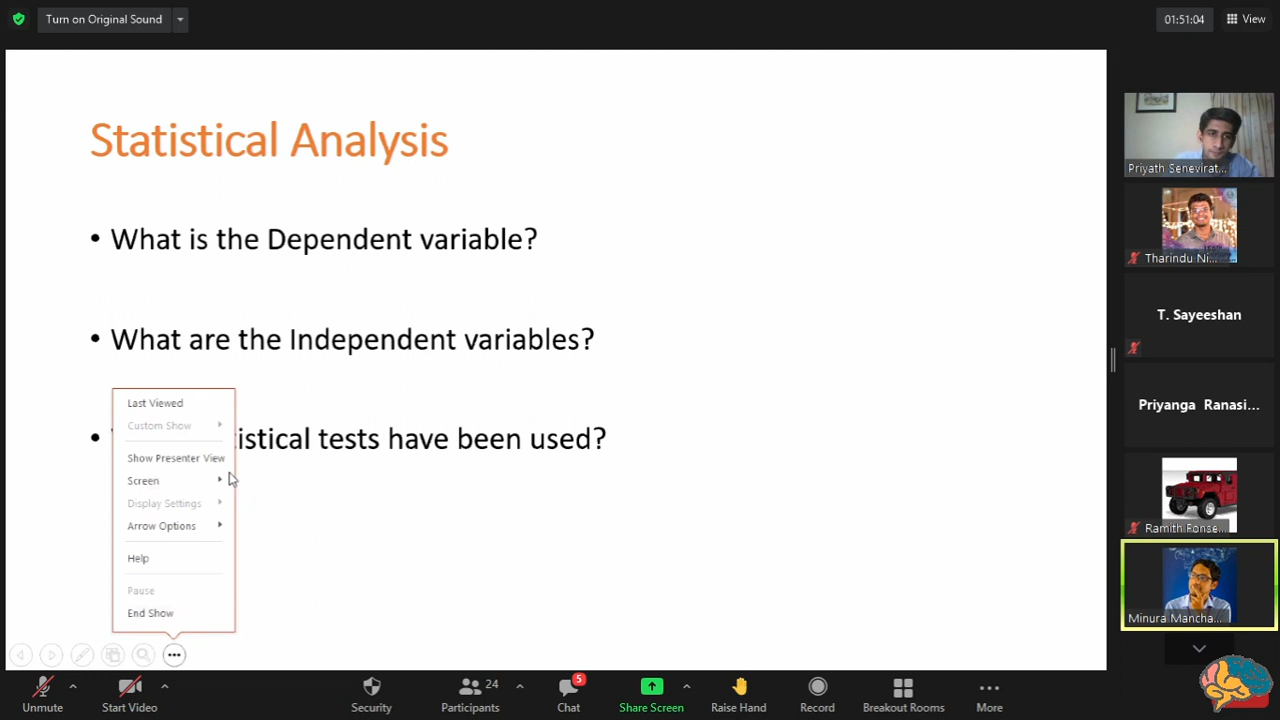 Turn on Original Sound
01:51:04
View
Statistical Analysis
• What is the Dependent variable?
• What are the Independent variables?
• tistical tests have been used?
Last Viewed
Custom Show
Show Presenter View
Screen
Display Settings
Arrow Options
Help
Pause
End Show
Priyath Senevirat...
Tharindu Ni...
T. Sayeeshan
Priyanga Ranasi...
Ramith Fonse...
Minura Mancha...
Unmute
Start Video
Security
24
Participants
5
Chat
Share Screen
Raise Hand
Record
Breakout Rooms
More